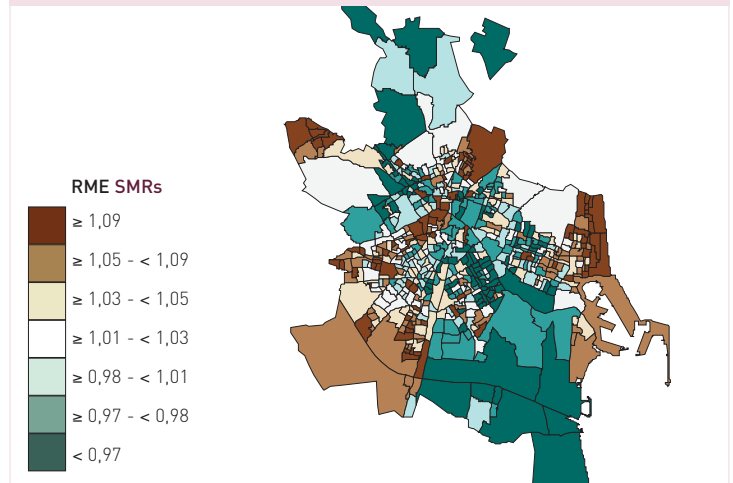 RME SMRs
≥ 1,09
≥ 1,05 - < 1,09
≥ 1,03 - < 1,05
≥ 1,01 - < 1,03
≥ 0,98 - < 1,01
≥ 0,97 - < 0,98
< 0,97